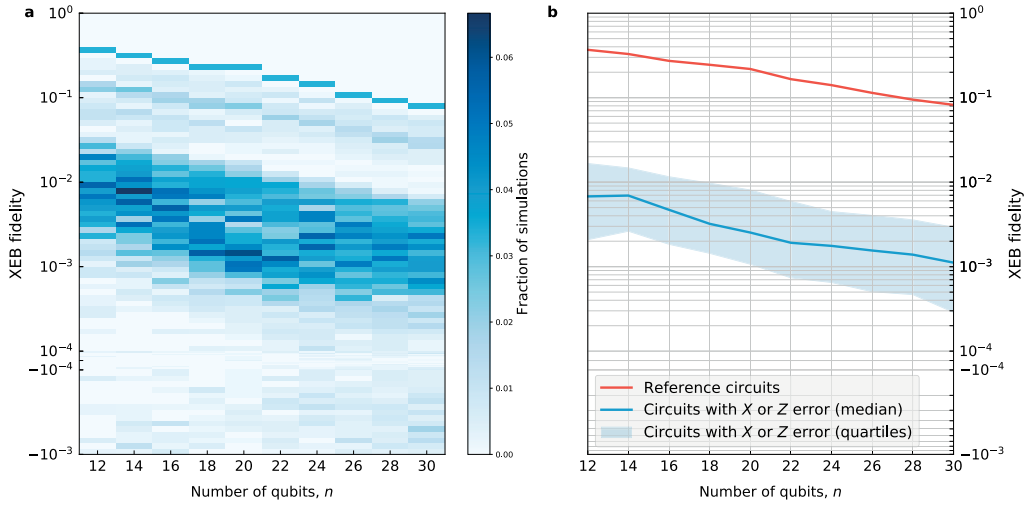 a
XEB fidelity
10⁰
10⁻¹
10⁻²
10⁻³
10⁻⁴
−10⁻⁴
−10⁻³
12 14 16 18 20 22 24 26 28 30
Number of qubits, n
Fraction of simulations
0.06
0.05
0.04
0.03
0.02
0.01
0.00
b
10⁰
10⁻¹
10⁻²
10⁻³
10⁻⁴
−10⁻⁴
−10⁻³
XEB fidelity
Reference circuits
Circuits with X or Z error (median)
Circuits with X or Z error (quartiles)
12 14 16 18 20 22 24 26 28 30
Number of qubits, n